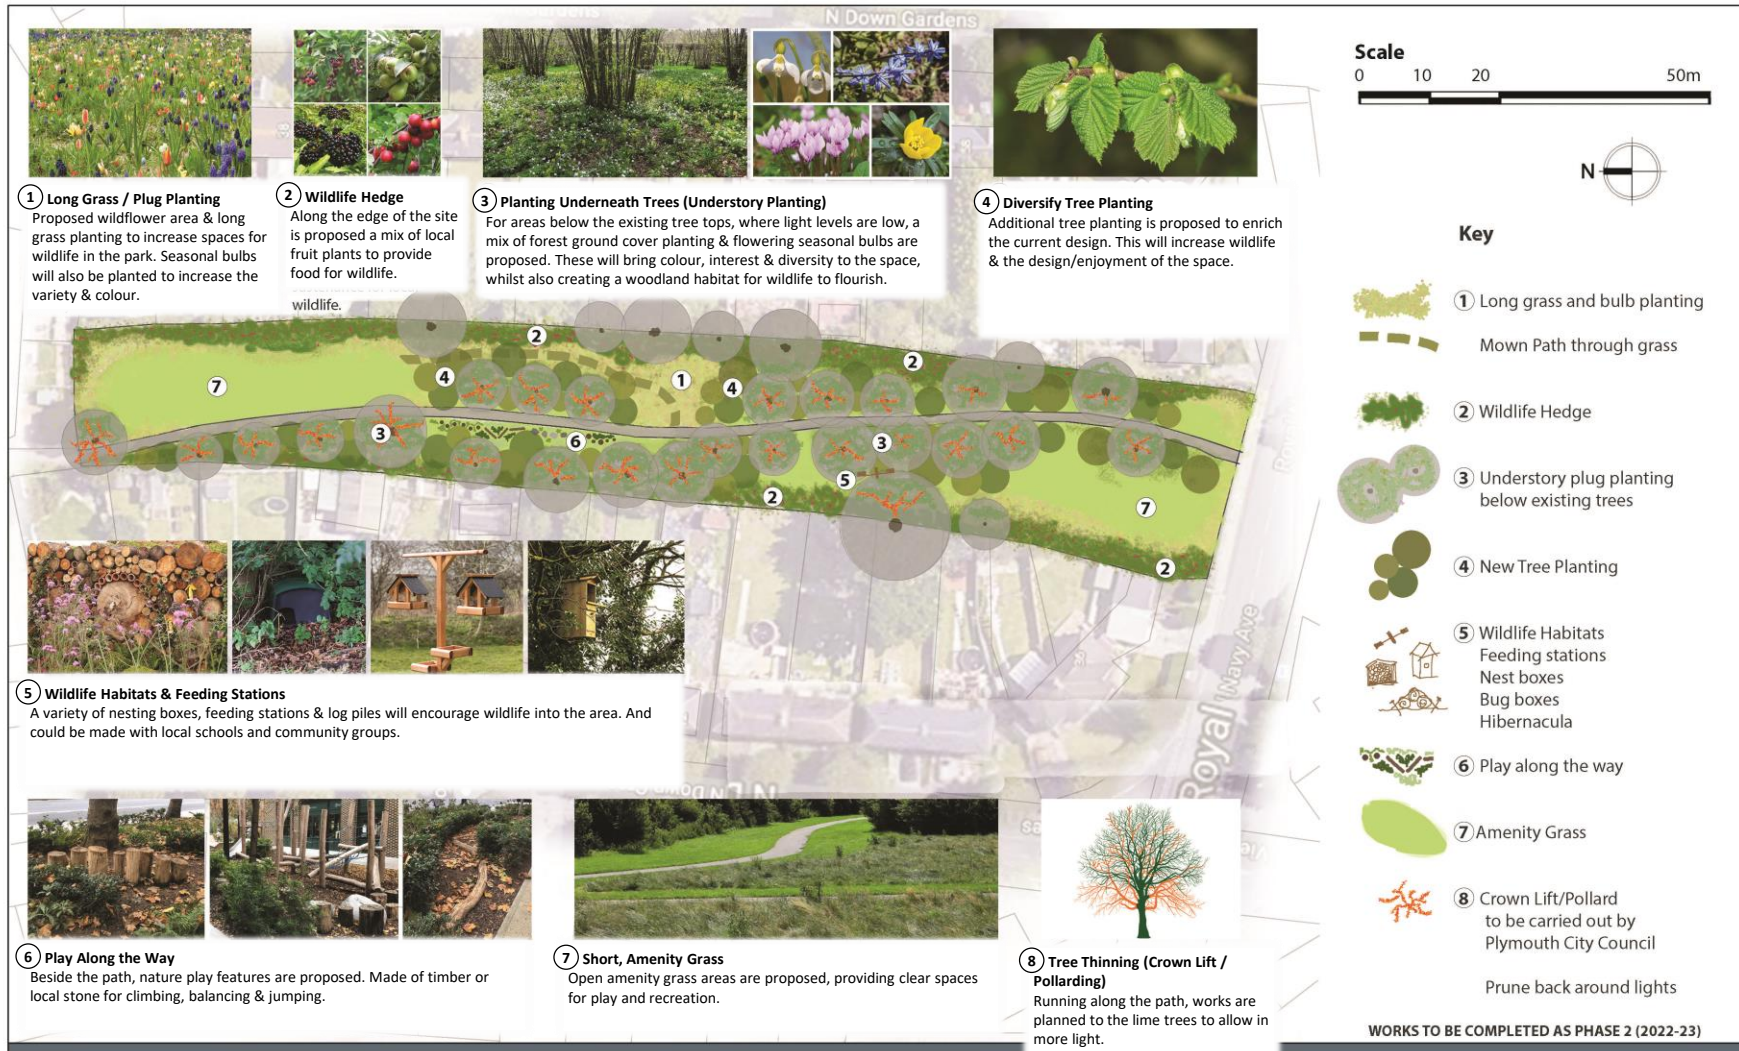 N Down Gardens
Scale
0 10 20 50m
N
1 Long Grass / Plug Planting
Proposed wildflower area & long
grass planting to increase spaces for
wildlife in the park. Seasonal bulbs
will also be planted to increase the
variety & colour.
2 Wildlife Hedge
Along the edge of the site
is proposed a mix of local
fruit plants to provide
food for wildlife.
wildlife.
3 Planting Underneath Trees (Understory Planting)
For areas below the existing tree tops, where light levels are low, a
mix of forest ground cover planting & flowering seasonal bulbs are
proposed. These will bring colour, interest & diversity to the space,
whilst also creating a woodland habitat for wildlife to flourish.
4 Diversify Tree Planting
Additional tree planting is proposed to enrich
the current design. This will increase wildlife
& the design/enjoyment of the space.
2
2
4
1
4
7
3
6
3
5
2
7
2
Royal Navy Ave
5 Wildlife Habitats & Feeding Stations
A variety of nesting boxes, feeding stations & log piles will encourage wildlife into the area. And
could be made with local schools and community groups.
6 Play Along the Way
Beside the path, nature play features are proposed. Made of timber or
local stone for climbing, balancing & jumping.
7 Short, Amenity Grass
Open amenity grass areas are proposed, providing clear spaces
for play and recreation.
8 Tree Thinning (Crown Lift /
Pollarding)
Running along the path, works are
planned to the lime trees to allow in
more light.
Key
1 Long grass and bulb planting
Mown Path through grass
2 Wildlife Hedge
3 Understory plug planting
below existing trees
4 New Tree Planting
5 Wildlife Habitats
Feeding stations
Nest boxes
Bug boxes
Hibernacula
6 Play along the way
7 Amenity Grass
8 Crown Lift/Pollard
to be carried out by
Plymouth City Council
Prune back around lights
WORKS TO BE COMPLETED AS PHASE 2 (2022-23)